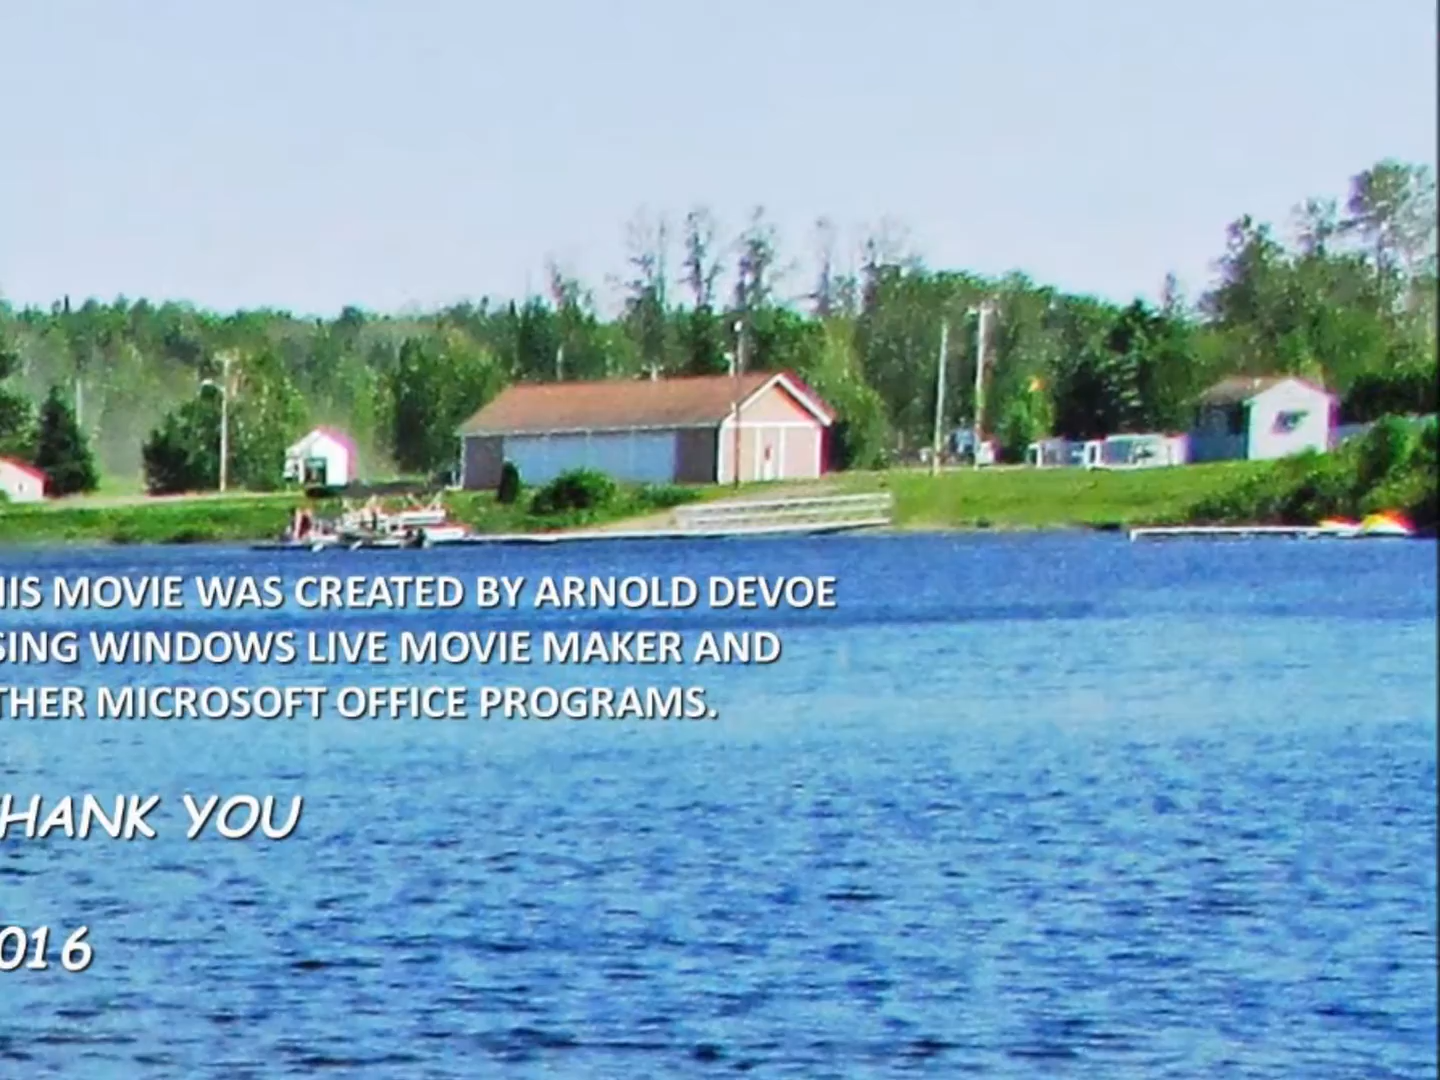 HIS MOVIE WAS CREATED BY ARNOLD DEVOE
SING WINDOWS LIVE MOVIE MAKER AND
THER MICROSOFT OFFICE PROGRAMS.
HANK YOU
016